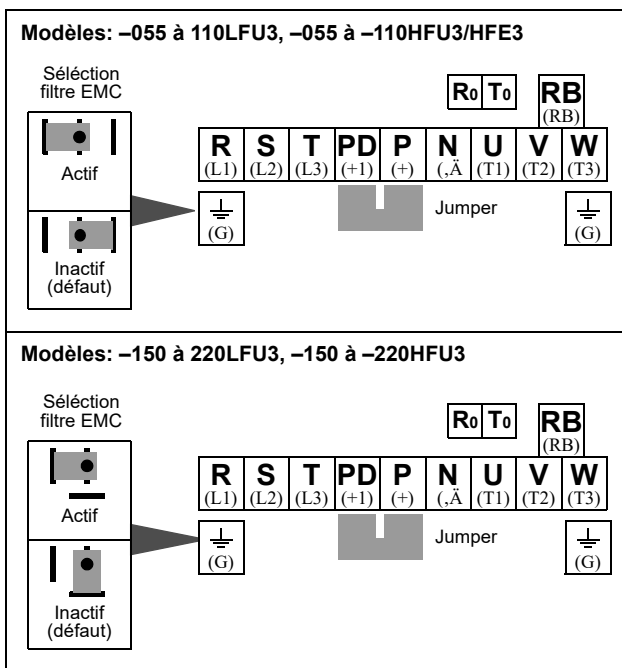 Modèles: –055 à 110LFU3, –055 à –110HFU3/HFE3
Séléction
filtre EMC
Actif
Inactif
(défaut)
R0 T0 RB
(RB)
R S T PD P N U V W
(L1) (L2) (L3) (+1) (+) (‚Ä (T1) (T2) (T3)
(G) Jumper (G)
Modèles: –150 à 220LFU3, –150 à –220HFU3
Séléction
filtre EMC
Actif
Inactif
(défaut)
R0 T0 RB
(RB)
R S T PD P N U V W
(L1) (L2) (L3) (+1) (+) (‚Ä (T1) (T2) (T3)
(G) Jumper (G)